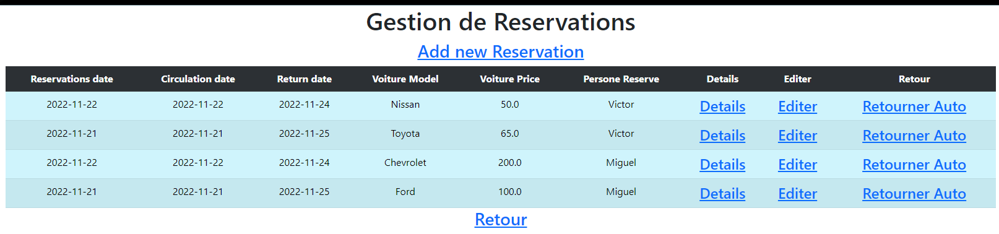 Gestion de Reservations
Add new Reservation
Reservations date Circulation date Return date Voiture Model Voiture Price Persone Reserve Details Editer Retour
2022-11-22 2022-11-22 2022-11-24 Nissan 50.0 Victor Details Editer Retourner Auto
2022-11-21 2022-11-21 2022-11-25 Toyota 65.0 Victor Details Editer Retourner Auto
2022-11-22 2022-11-22 2022-11-24 Chevrolet 200.0 Miguel Details Editer Retourner Auto
2022-11-21 2022-11-21 2022-11-25 Ford 100.0 Miguel Details Editer Retourner Auto
Retour